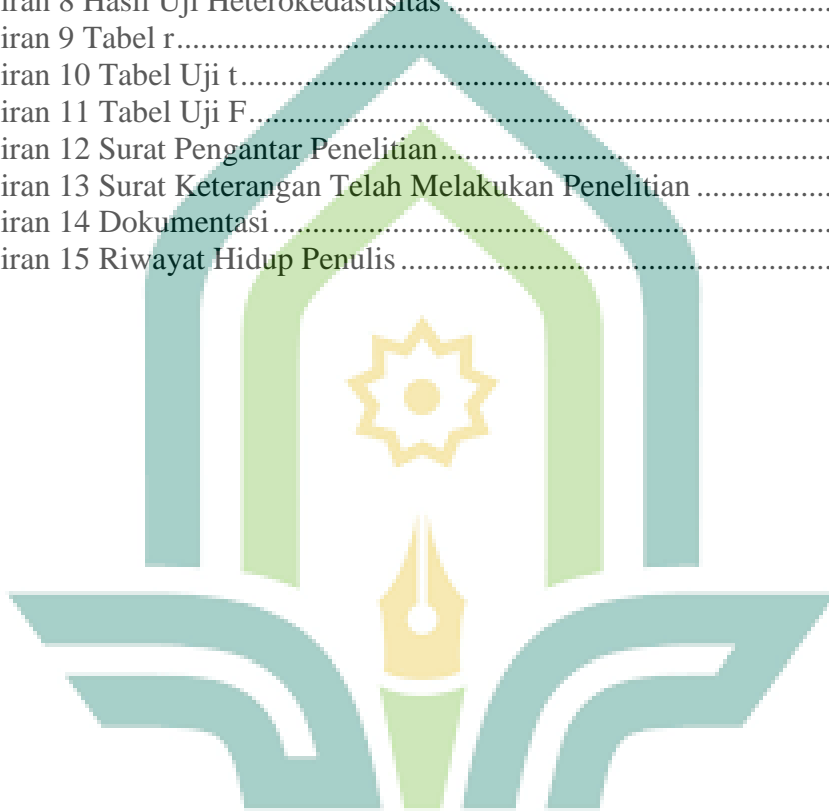 iran 8 Hasil Uji Heterokedastisitas ..................................................
iran 9 Tabel r.......................................................................................
iran 10 Tabel Uji t...............................................................................
iran 11 Tabel Uji F..............................................................................
iran 12 Surat Pengantar Penelitian....................................................
iran 13 Surat Keterangan Telah Melakukan Penelitian ..................
iran 14 Dokumentasi...........................................................................
iran 15 Riwayat Hidup Penulis ..........................................................